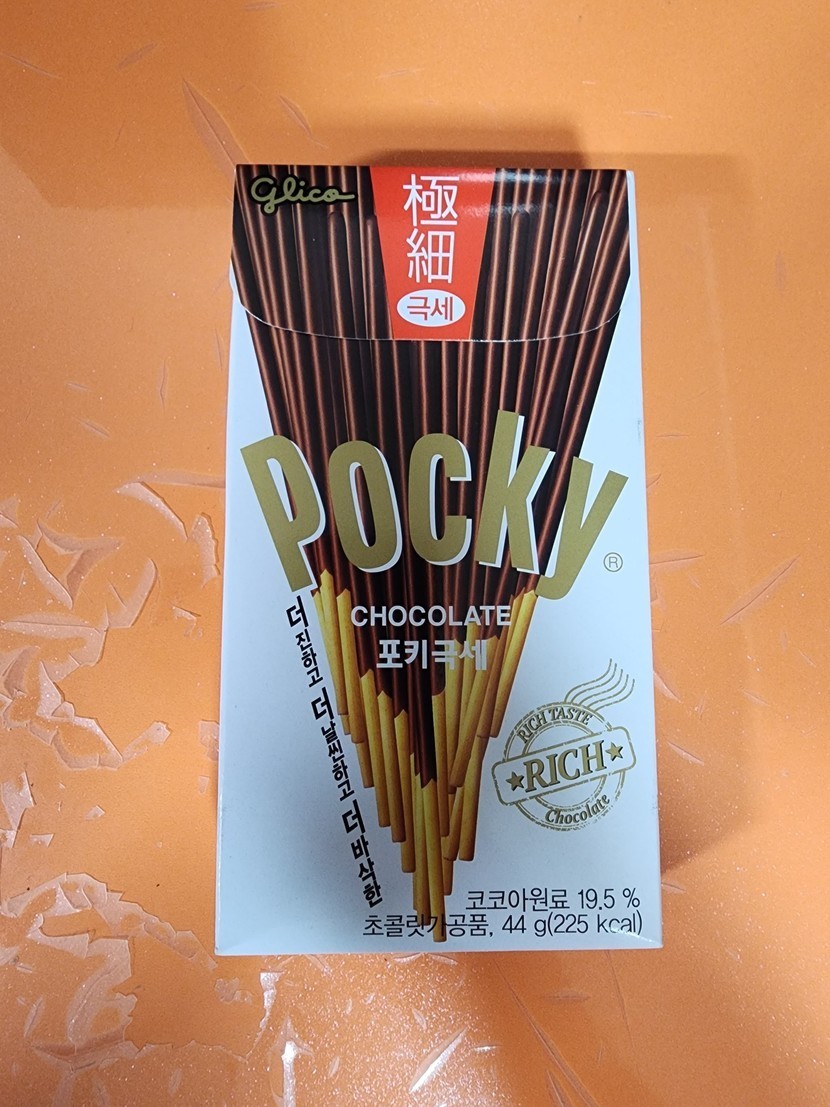 Glico
極
細
극세
Pocky
®
CHOCOLATE
포키극세
더 진하고 더 날씬하고 더 바삭한
RICH TASTE
★RICH★
Chocolate
코코아원료 19.5 %
초콜릿가공품, 44 g(225 kcal)